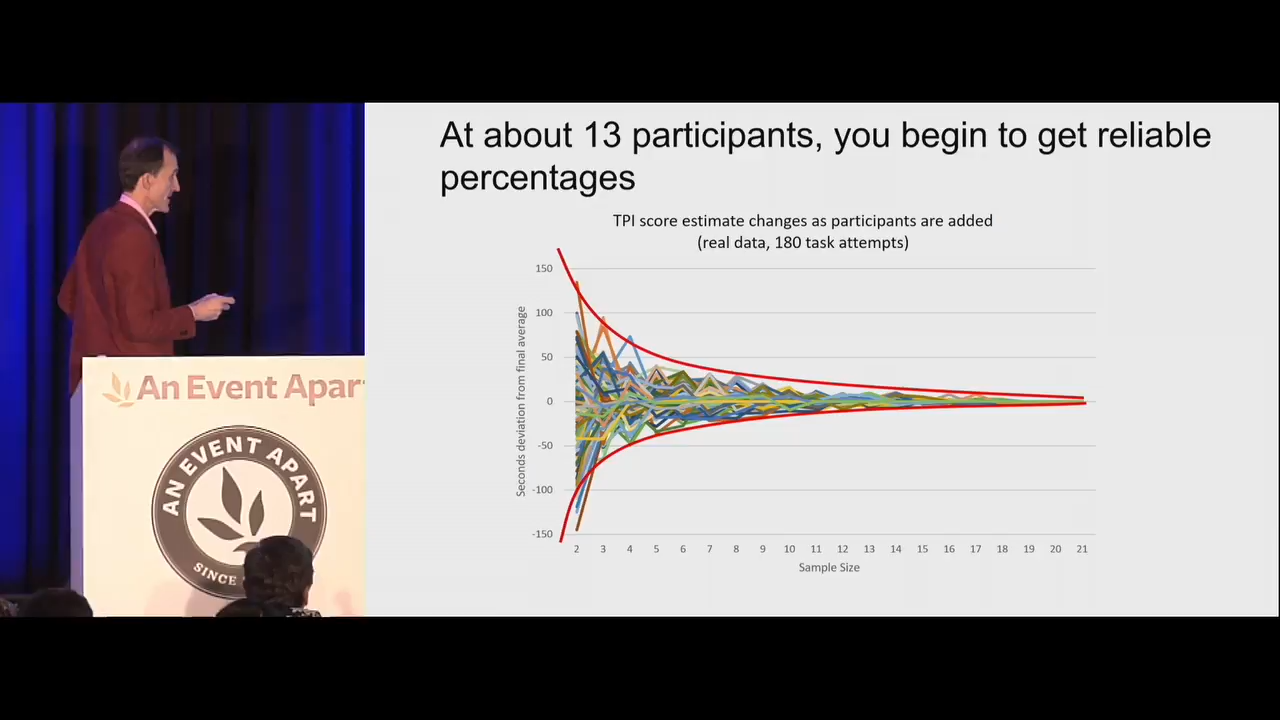 At about 13 participants, you begin to get reliable
percentages
TPI score estimate changes as participants are added
(real data, 180 task attempts)
Seconds deviation from final average
150
100
50
0
-50
-100
-150
2 3 4 5 6 7 8 9 10 11 12 13 14 15 16 17 18 19 20 21
Sample Size
An Event Apar
AN EVENT APART
SINCE